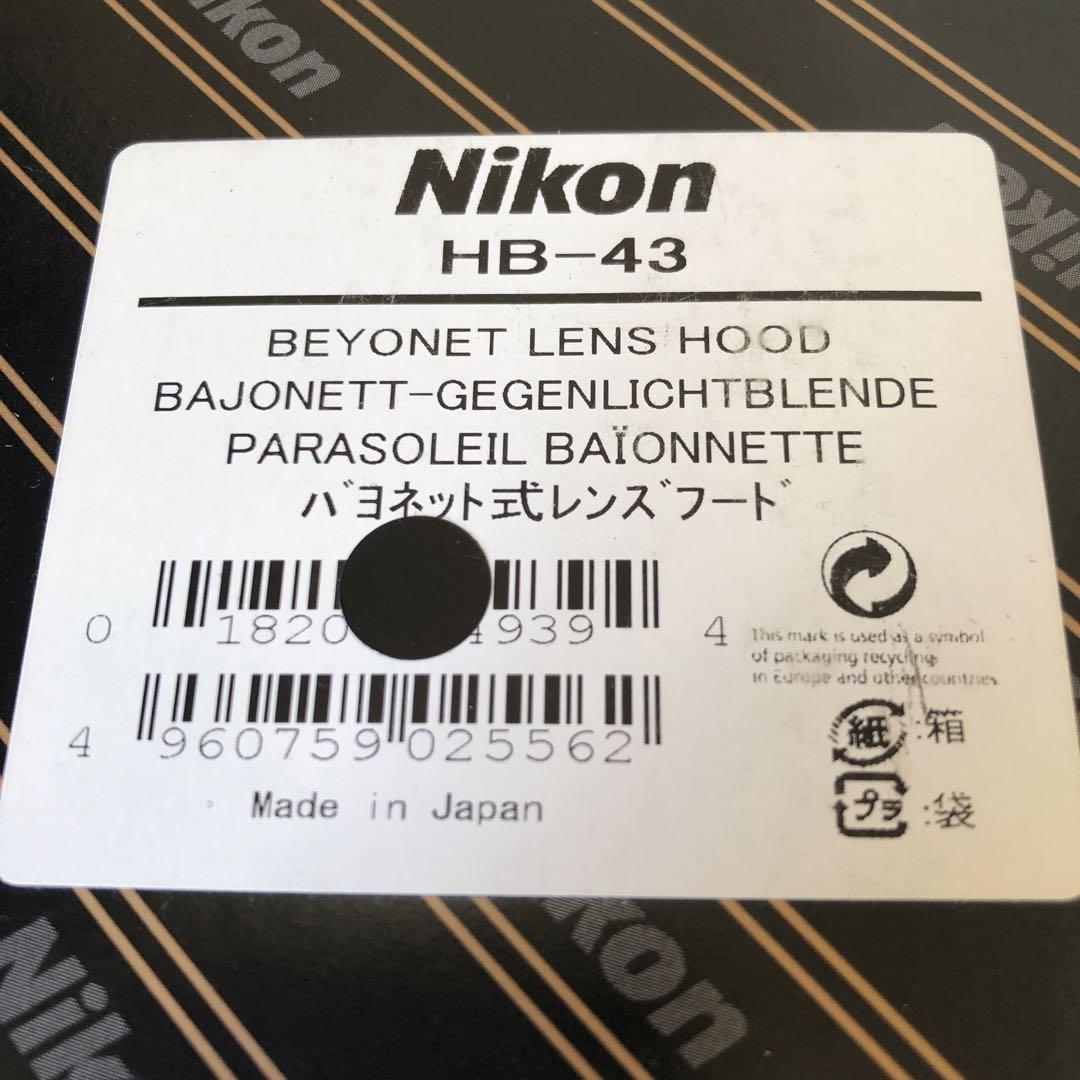 Nikon
Nikon
Nikon
HB-43
BEYONET LENS HOOD
BAJONETT-GEGENLICHTBLENDE
PARASOLEIL BAÏONNETTE
バヨネット式レンズフード
0 1820 4939 4
This mark is used as a symbol
of packaging recycling
in Europe and other countries
4 960759 025562
紙 :箱
プラ :袋
Made in Japan
Nikon
Nikon